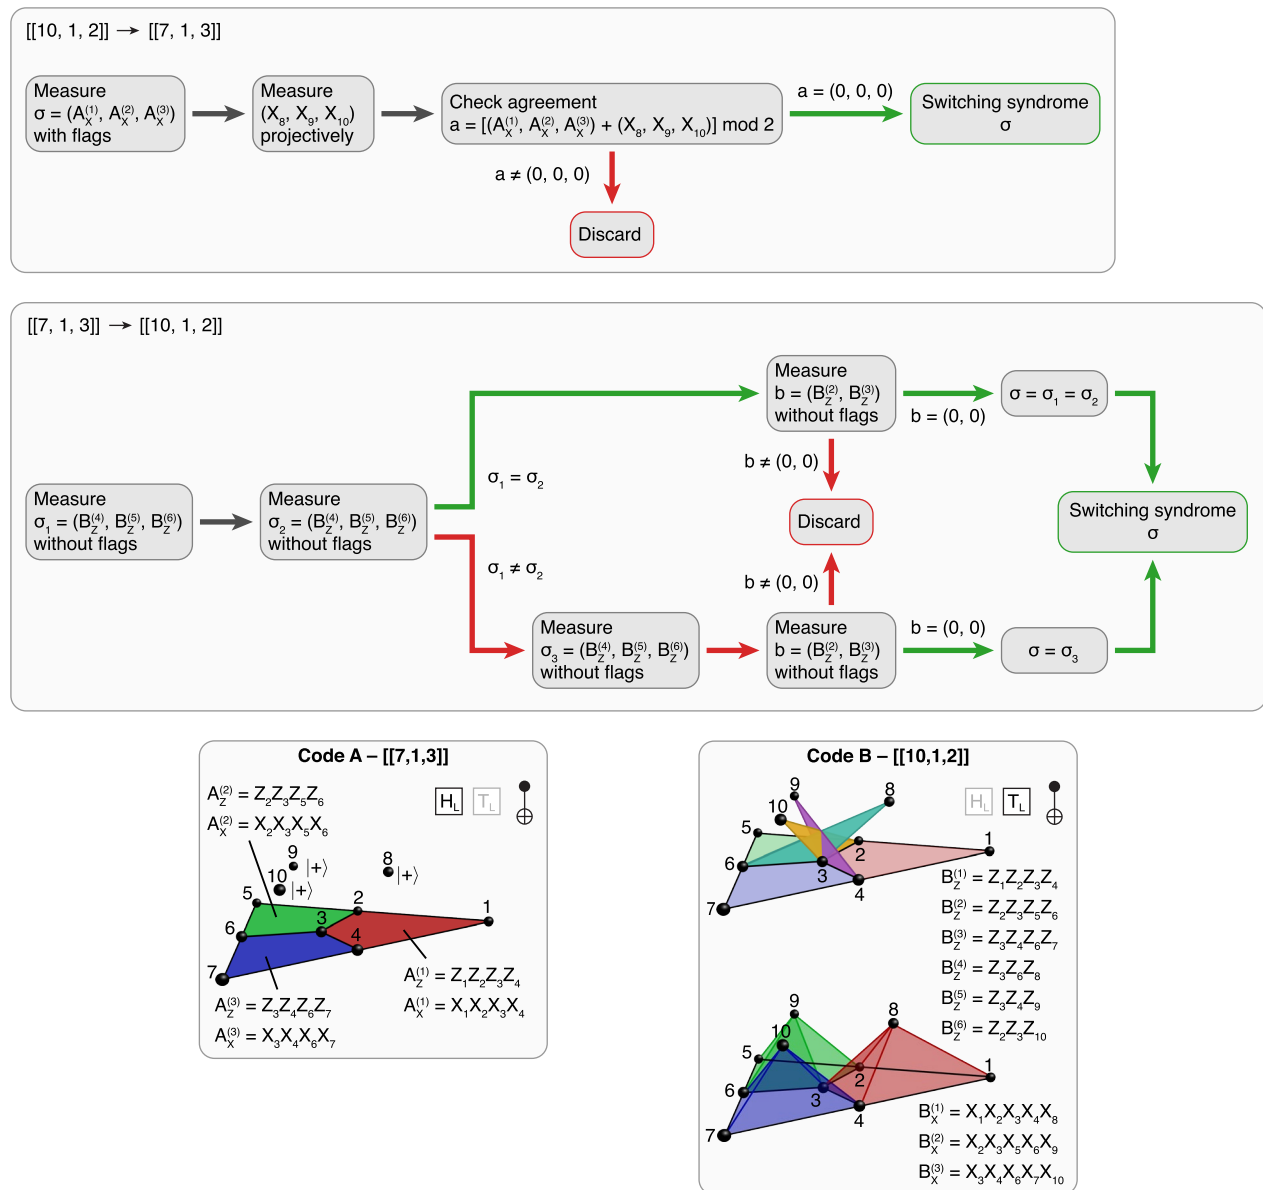 [[10, 1, 2]] → [[7, 1, 3]]
Measure
σ = (A_X^(1), A_X^(2), A_X^(3))
with flags
Measure
(X_8, X_9, X_10)
projectively
Check agreement
a = [(A_X^(1), A_X^(2), A_X^(3)) + (X_8, X_9, X_10)] mod 2
a = (0, 0, 0)
Switching syndrome
σ
a ≠ (0, 0, 0)
Discard
[[7, 1, 3]] → [[10, 1, 2]]
Measure
σ_1 = (B_Z^(4), B_Z^(5), B_Z^(6))
without flags
Measure
σ_2 = (B_Z^(4), B_Z^(5), B_Z^(6))
without flags
σ_1 = σ_2
σ_1 ≠ σ_2
Measure
b = (B_Z^(2), B_Z^(3))
without flags
b = (0, 0)
σ = σ_1 = σ_2
b ≠ (0, 0)
Discard
Switching syndrome
σ
b ≠ (0, 0)
Measure
σ_3 = (B_Z^(4), B_Z^(5), B_Z^(6))
without flags
Measure
b = (B_Z^(2), B_Z^(3))
without flags
b = (0, 0)
σ = σ_3
Code A – [[7,1,3]]
A_Z^(2) = Z_2Z_3Z_5Z_6
A_X^(2) = X_2X_3X_5X_6
H_L
T_L
9
|+⟩
10
|+⟩
8
|+⟩
5
2
1
6
3
4
7
A_Z^(1) = Z_1Z_2Z_3Z_4
A_X^(1) = X_1X_2X_3X_4
A_Z^(3) = Z_3Z_4Z_6Z_7
A_X^(3) = X_3X_4X_6X_7
Code B – [[10,1,2]]
H_L
T_L
9
8
10
5
1
2
6
3
4
7
B_Z^(1) = Z_1Z_2Z_3Z_4
B_Z^(2) = Z_2Z_3Z_5Z_6
B_Z^(3) = Z_3Z_4Z_6Z_7
B_Z^(4) = Z_3Z_6Z_8
B_Z^(5) = Z_3Z_4Z_9
B_Z^(6) = Z_2Z_3Z_10
9
8
10
5
1
2
6
3
4
7
B_X^(1) = X_1X_2X_3X_4X_8
B_X^(2) = X_2X_3X_5X_6X_9
B_X^(3) = X_3X_4X_6X_7X_10